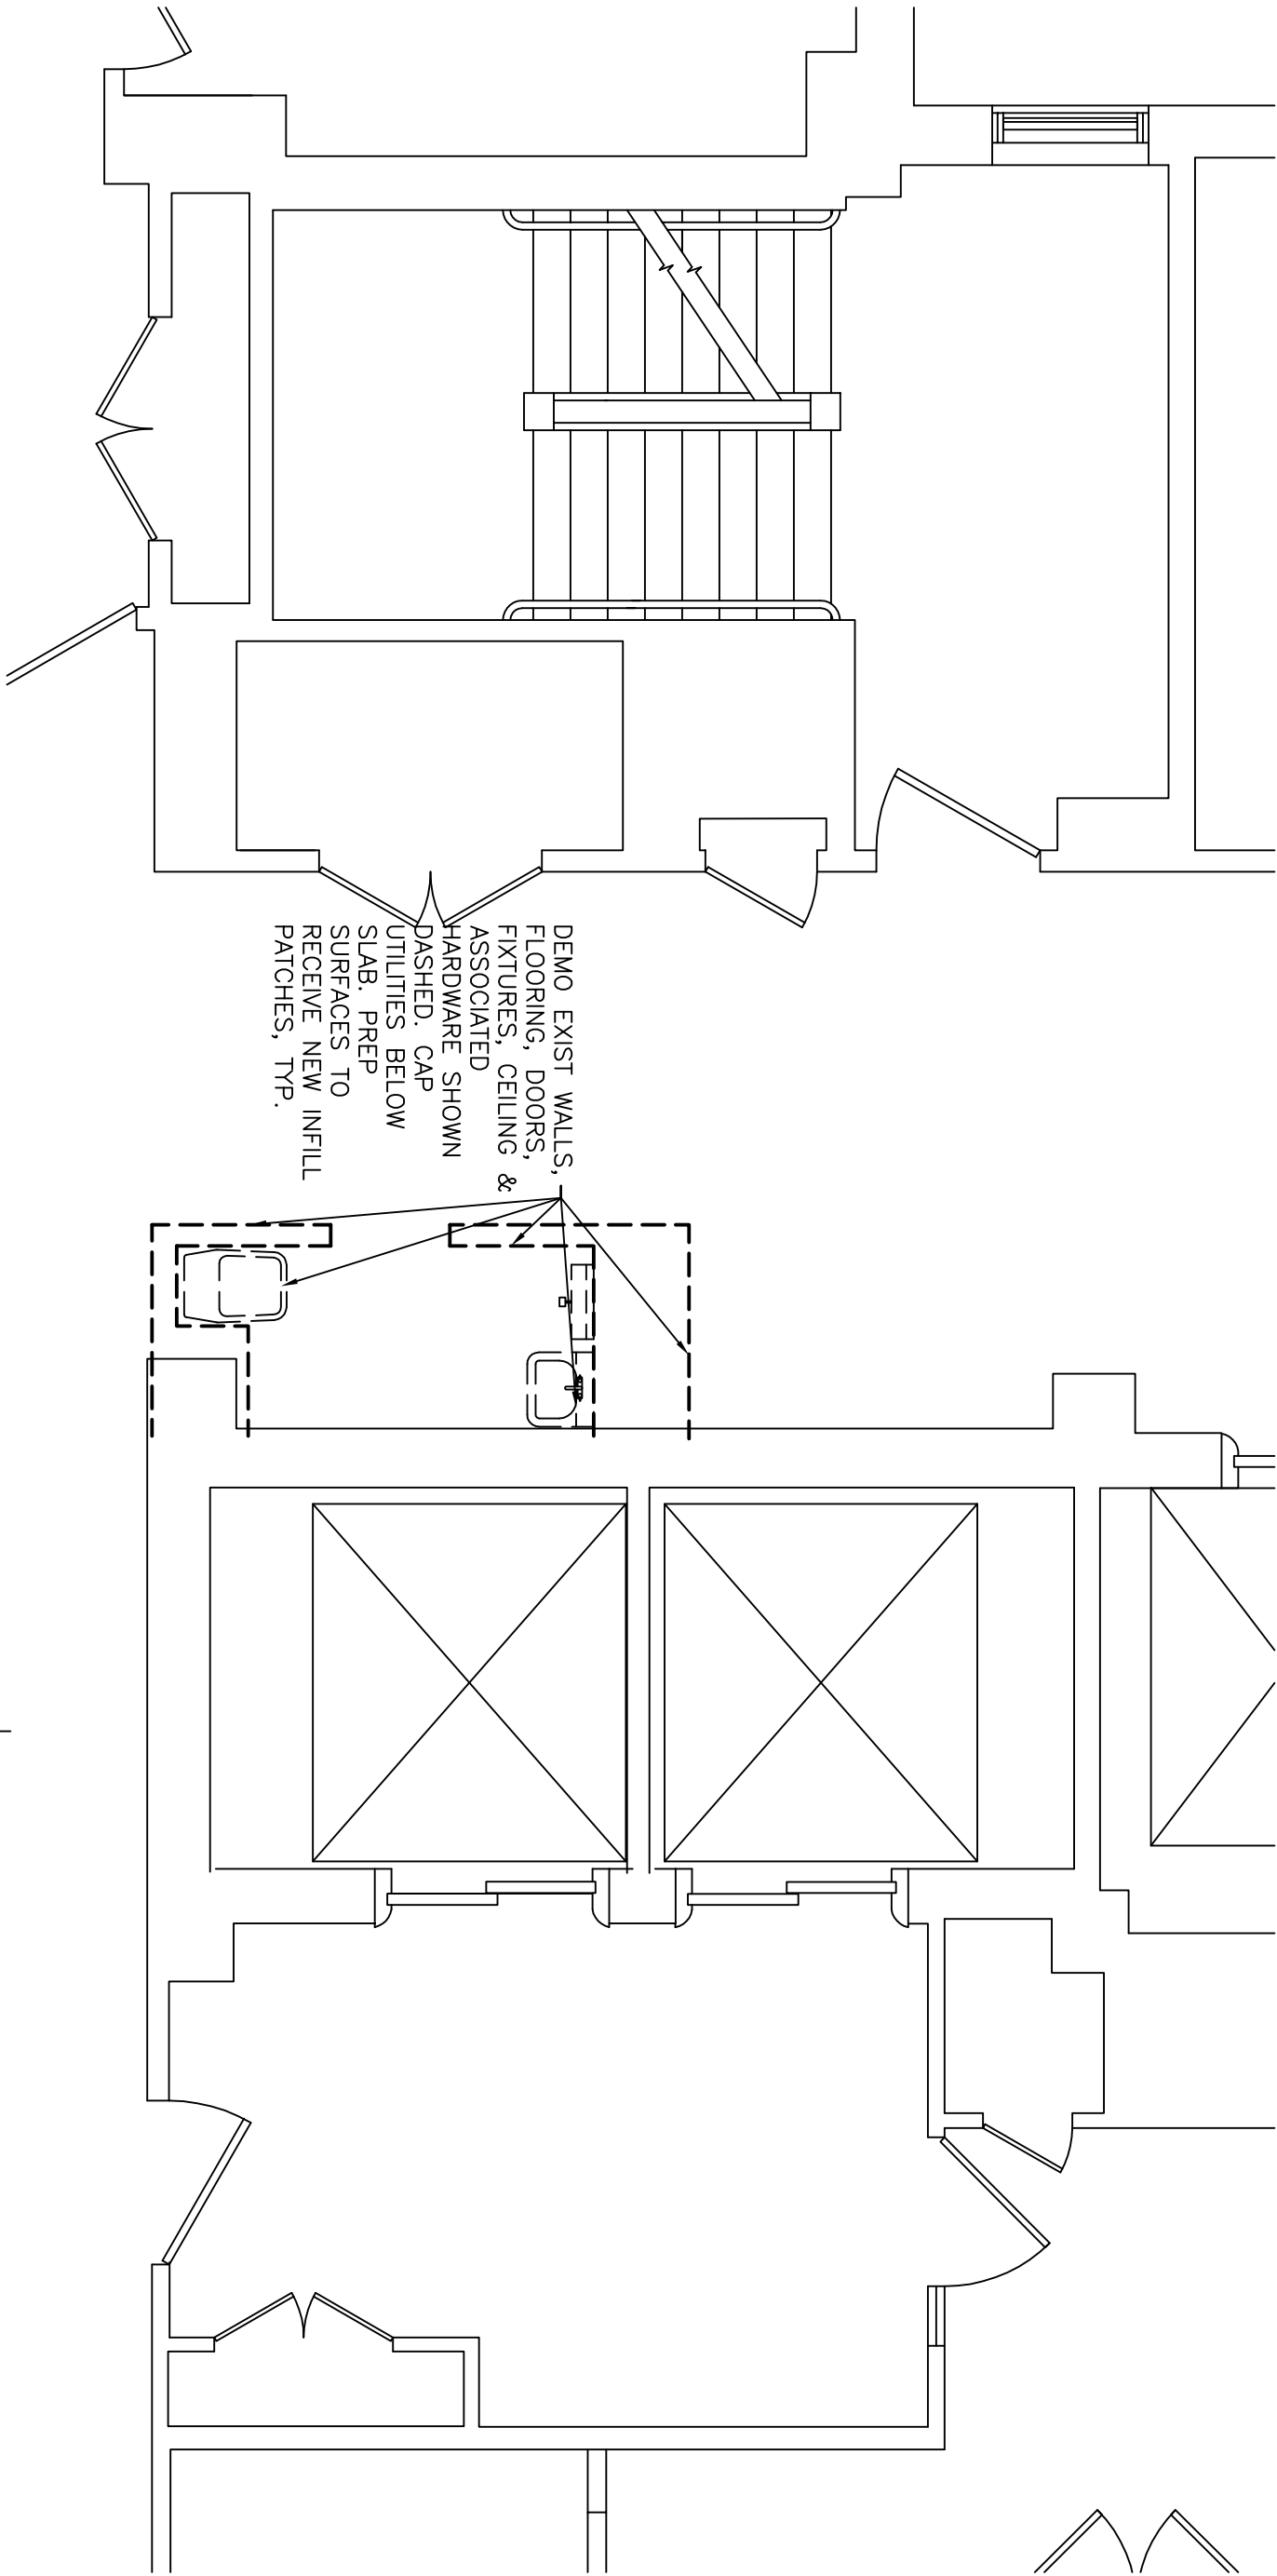 DEMO EXIST WALLS,
FLOORING, DOORS,
FIXTURES, CEILING &
ASSOCIATED
HARDWARE SHOWN
DASHED. CAP
UTILITIES BELOW
SLAB. PREP
SURFACES TO
RECEIVE NEW INFILL
PATCHES, TYP.